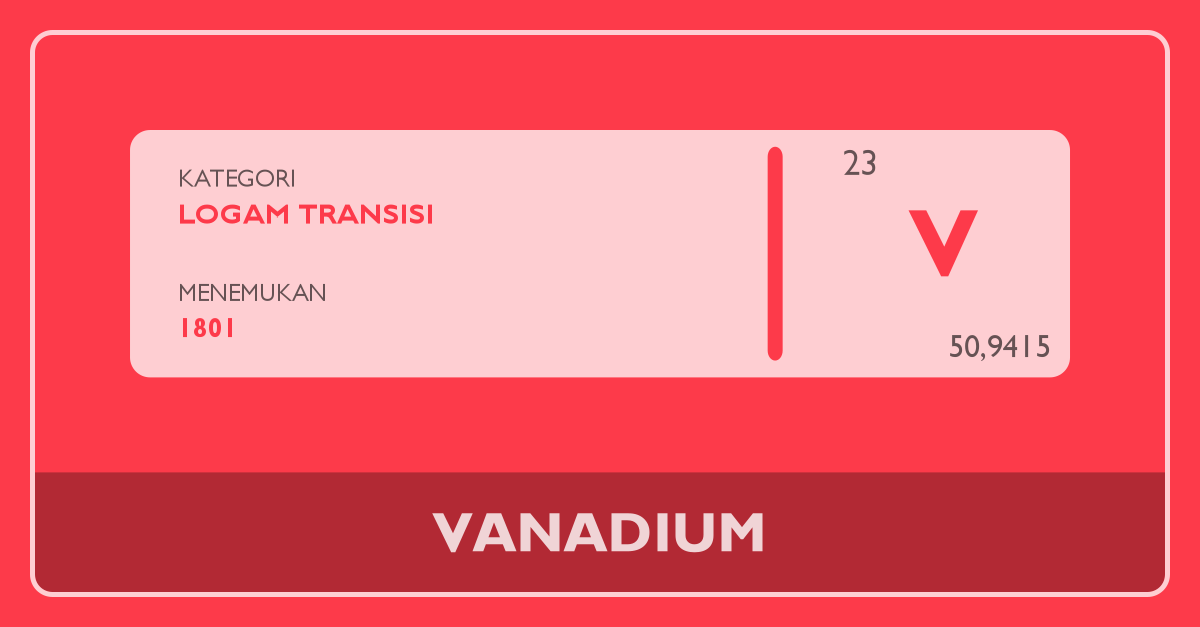 KATEGORI
LOGAM TRANSISI
MENEMUKAN
1801
23
V
50,9415
VANADIUM